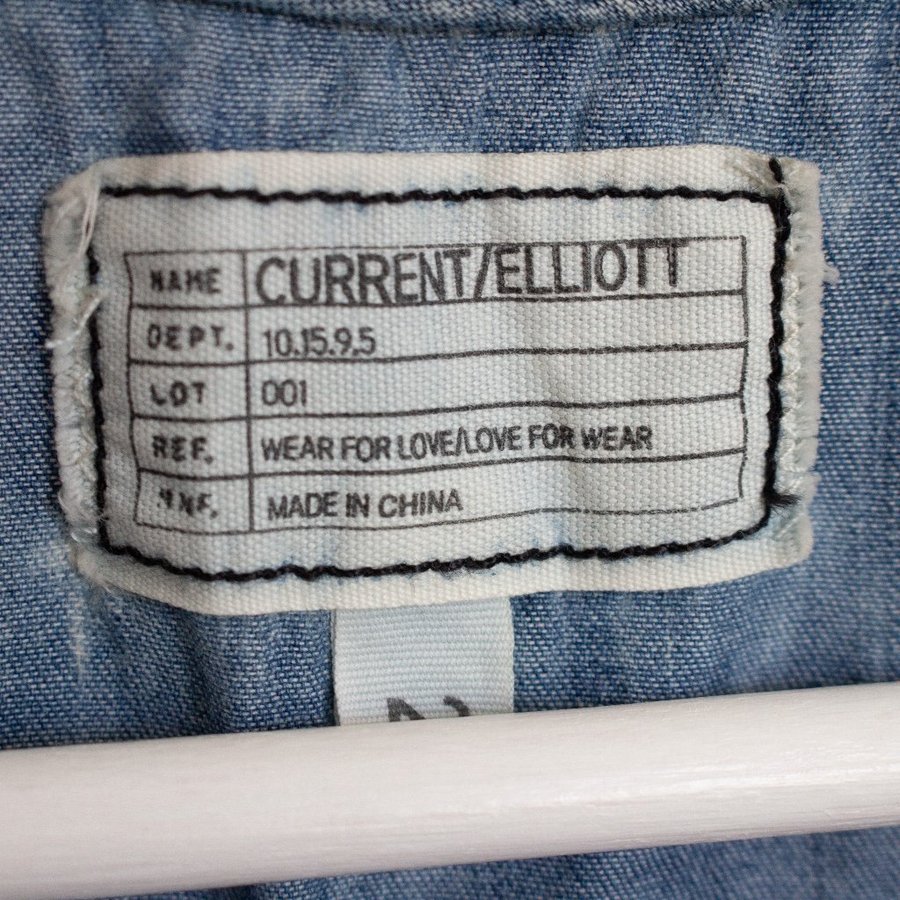 NAME CURRENT/ELLIOTT
DEPT. 10.15.9.5
LOT 001
REF. WEAR FOR LOVE/LOVE FOR WEAR
MNF. MADE IN CHINA